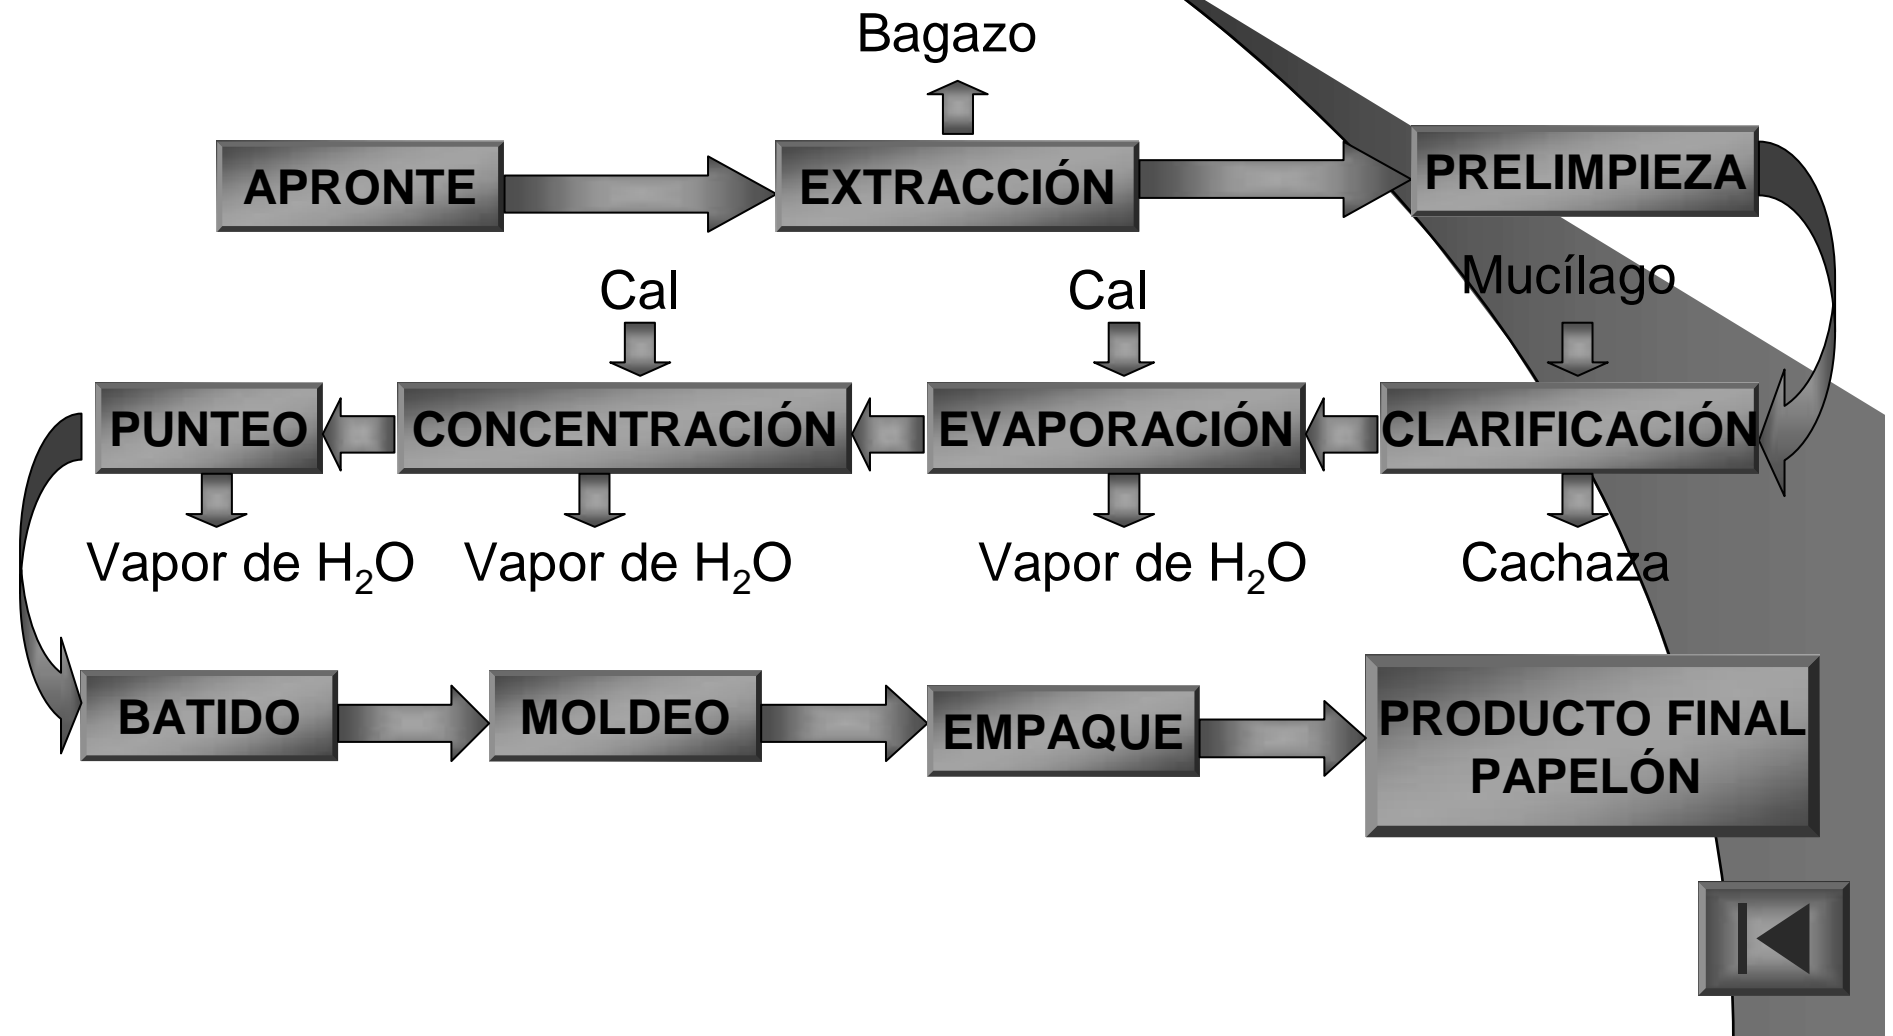 Bagazo
APRONTE
EXTRACCIÓN
PRELIMPIEZA
Cal
Cal
Mucílago
PUNTEO
CONCENTRACIÓN
EVAPORACIÓN
CLARIFICACIÓN
Vapor de H₂O
Vapor de H₂O
Vapor de H₂O
Cachaza
BATIDO
MOLDEO
EMPAQUE
PRODUCTO FINAL
PAPELÓN